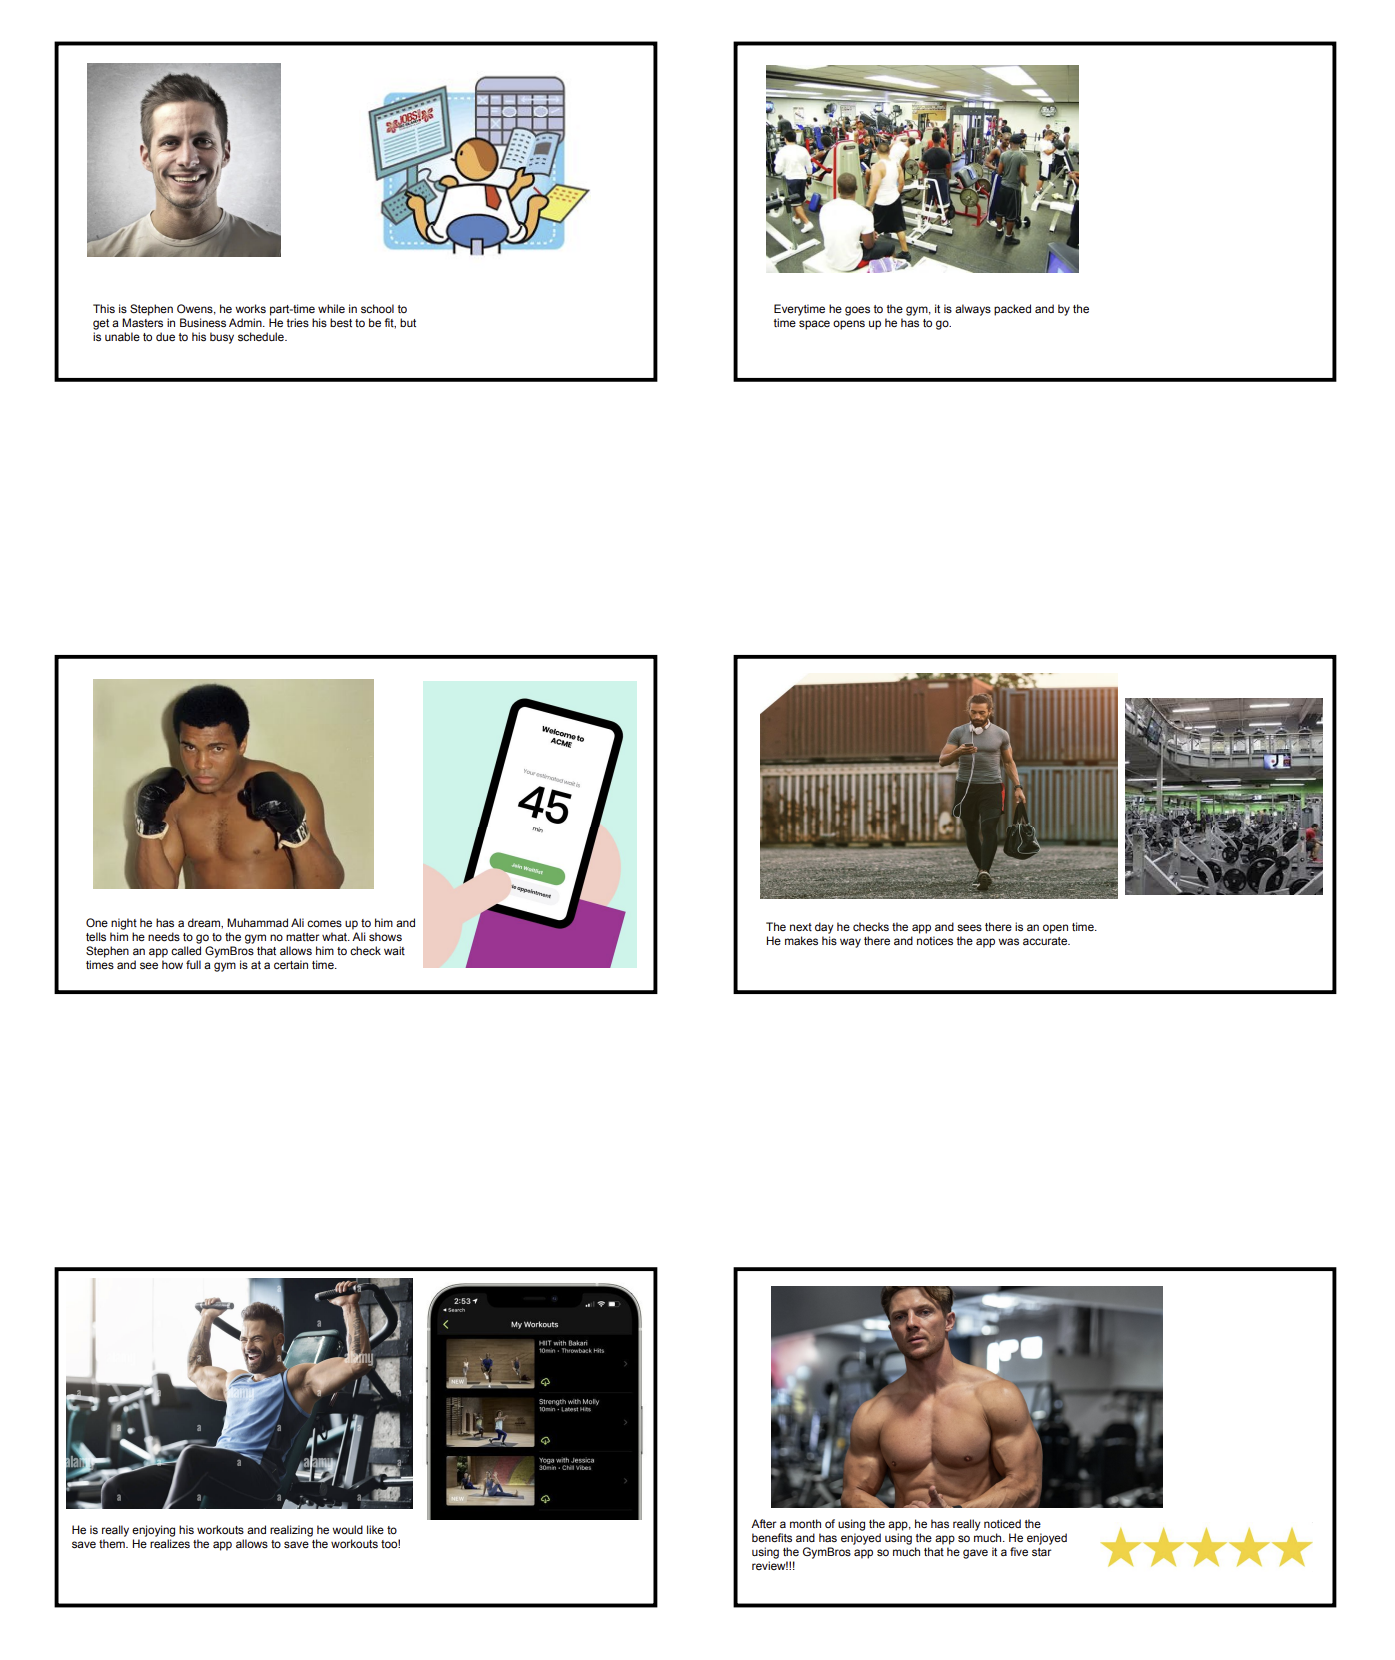 JOBS
This is Stephen Owens, he works part-time while in school to
get a Masters in Business Admin. He tries his best to be fit, but
is unable to due to his busy schedule.
Everytime he goes to the gym, it is always packed and by the
time space opens up he has to go.
Welcome to
ACME
Your estimated wait is
45
min
Join Waitlist
appointment
One night he has a dream, Muhammad Ali comes up to him and
tells him he needs to go to the gym no matter what. Ali shows
Stephen an app called GymBros that allows him to check wait
times and see how full a gym is at a certain time.
The next day he checks the app and sees there is an open time.
He makes his way there and notices the app was accurate.
alamy
alamy
alamy
alamy
a
a
a
a
a
a
a
a
2:53
Search
My Workouts
HIIT with Bakari
10min • Throwback Hits
NEW
Strength with Molly
10min • Latest Hits
Yoga with Jessica
30min • Chill Vibes
NEW
He is really enjoying his workouts and realizing he would like to
save them. He realizes the app allows to save the workouts too!
After a month of using the app, he has really noticed the
benefits and has enjoyed using the app so much. He enjoyed
using the GymBros app so much that he gave it a five star
review!!!